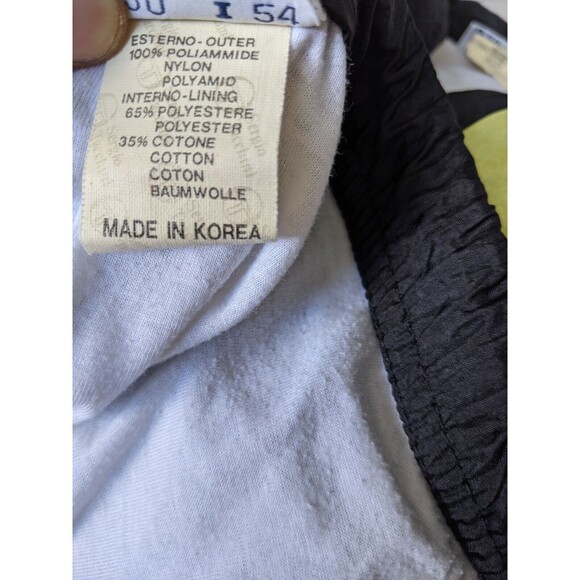 I 54
ESTERNO-OUTER
100% POLIAMMIDE
NYLON
POLYAMID
INTERNO-LINING
65% POLYESTERE
POLYESTER
35% COTONE
COTTON
COTON
BAUMWOLLE
MADE IN KOREA